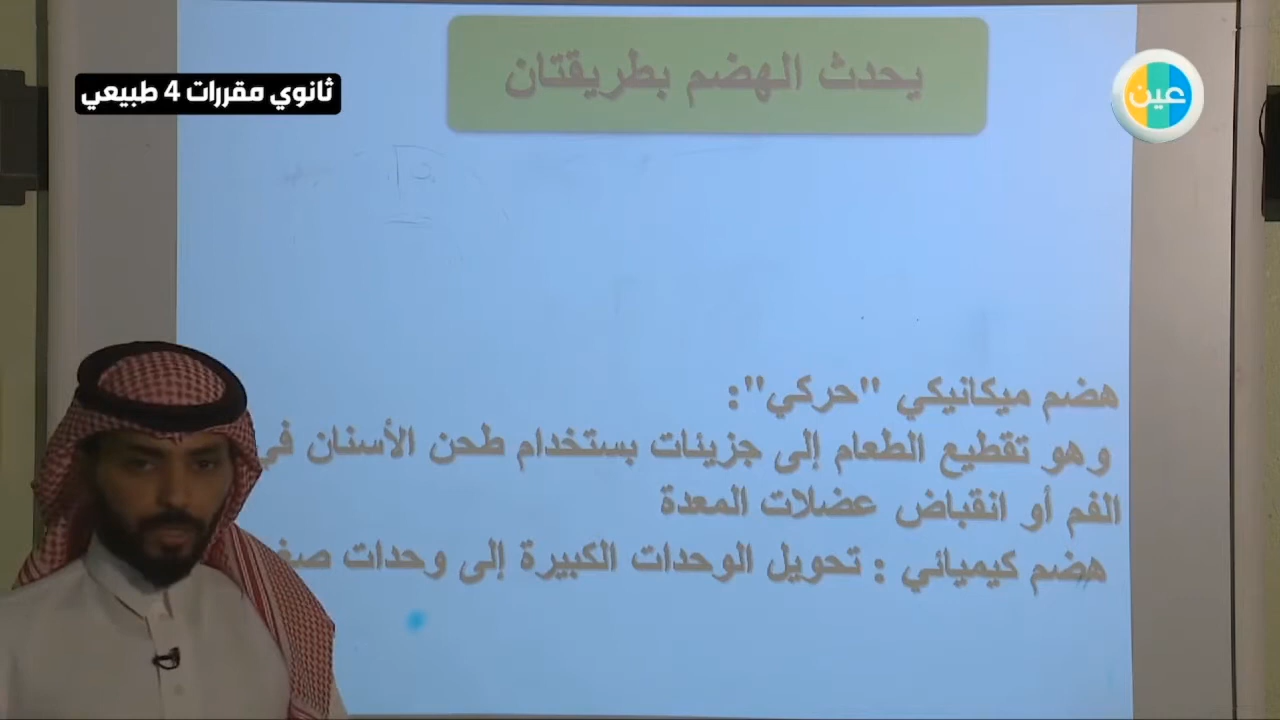 يحدث الهضم بطريقتان
ثانوي مقررات 4 طبيعي
عين
هضم ميكانيكي "حركي":
وهو تقطيع الطعام إلى جزيئات بستخدام طحن الأسنان في
الفم أو انقباض عضلات المعدة
هضم كيميائي : تحويل الوحدات الكبيرة إلى وحدات